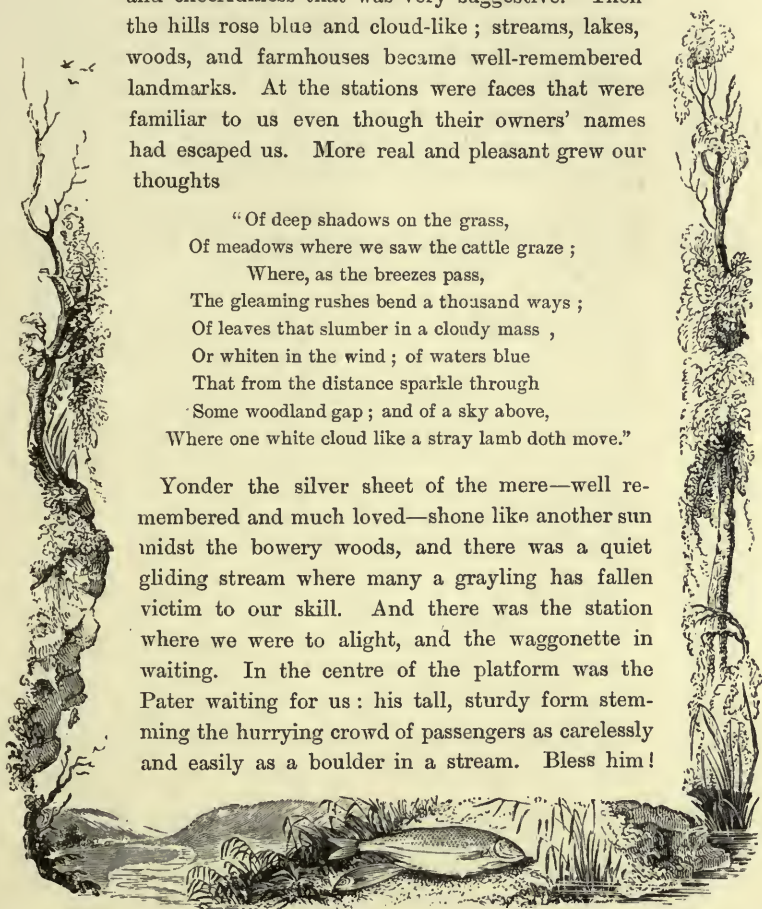 and cheerfulness that was very suggestive. Then
the hills rose blue and cloud-like ; streams, lakes,
woods, and farmhouses became well-remembered
landmarks. At the stations were faces that were
familiar to us even though their owners' names
had escaped us. More real and pleasant grew our
thoughts
“Of deep shadows on the grass,
Of meadows where we saw the cattle graze ;
Where, as the breezes pass,
The gleaming rushes bend a thousand ways ;
Of leaves that slumber in a cloudy mass ,
Or whiten in the wind ; of waters blue
That from the distance sparkle through
Some woodland gap ; and of a sky above,
Where one white cloud like a stray lamb doth move.”
Yonder the silver sheet of the mere—well re-
membered and much loved—shone like another sun
midst the bowery woods, and there was a quiet
gliding stream where many a grayling has fallen
victim to our skill. And there was the station
where we were to alight, and the waggonette in
waiting. In the centre of the platform was the
Pater waiting for us : his tall, sturdy form stem-
ming the hurrying crowd of passengers as carelessly
and easily as a boulder in a stream. Bless him !